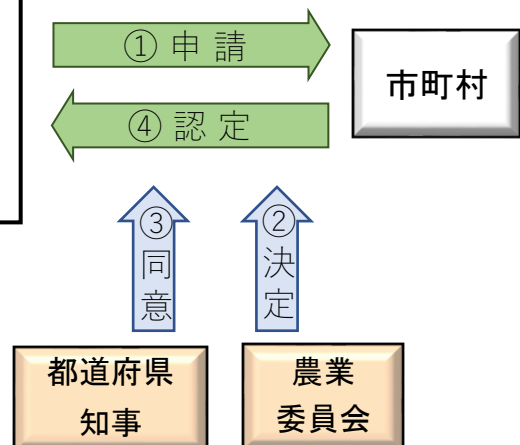 ① 申 請
市町村
④ 認 定
③
同
意
②
決
定
都道府県
知事
農業
委員会